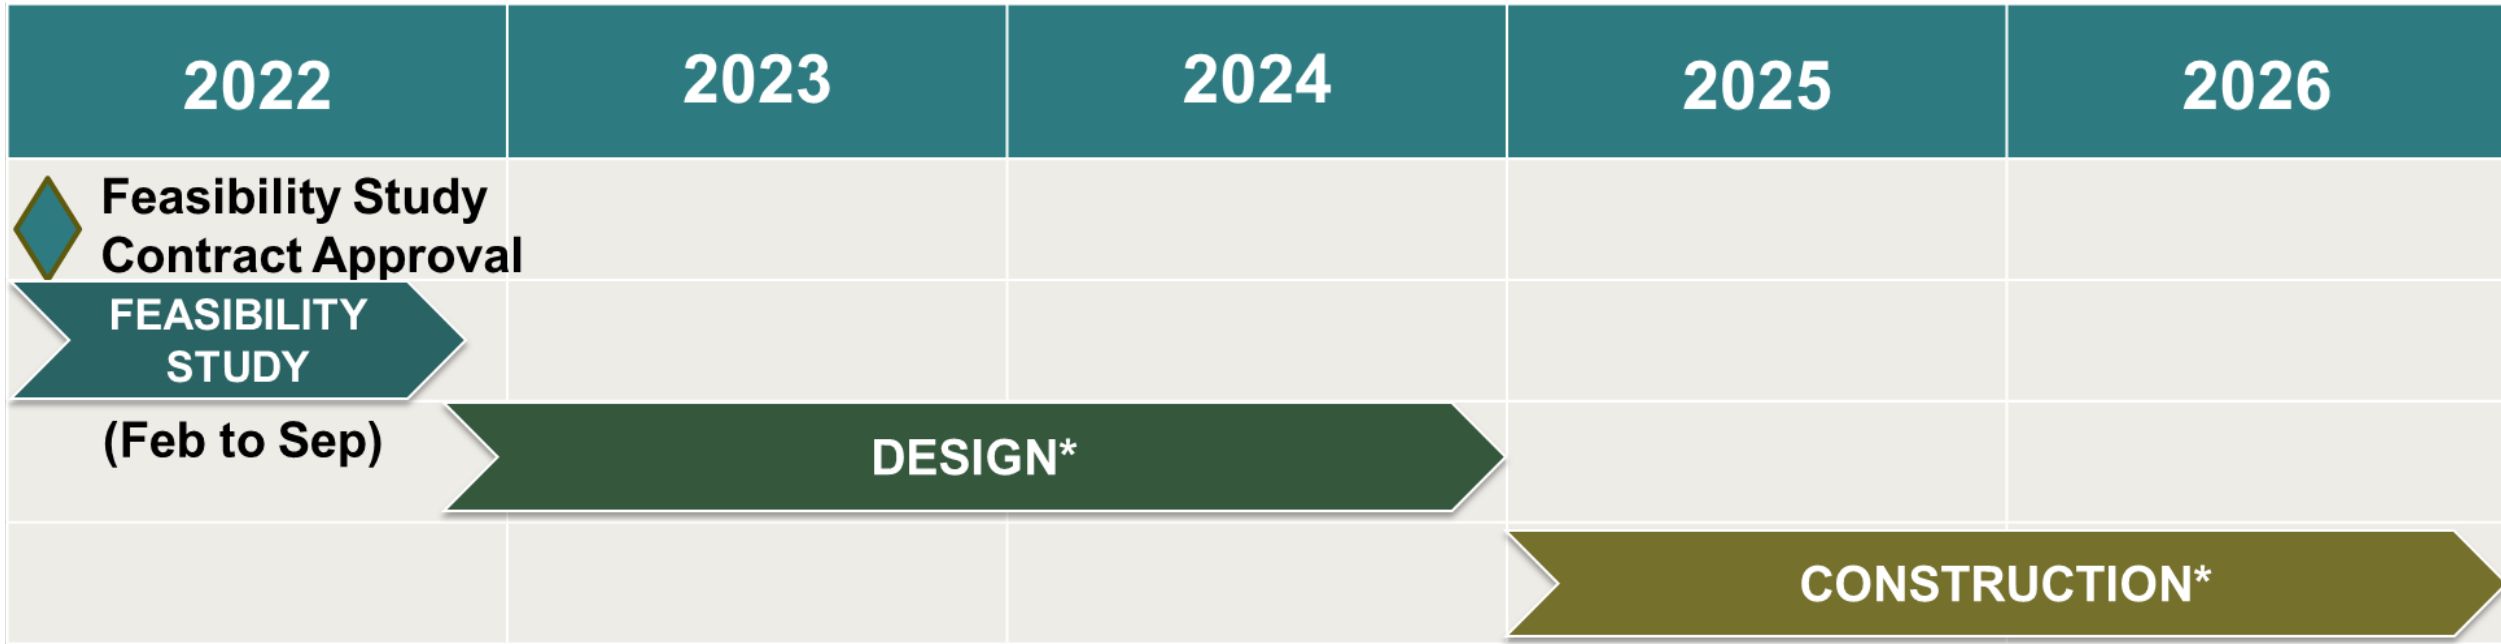 2022 2023 2024 2025 2026
Feasibility Study
Contract Approval
FEASIBILITY
STUDY
(Feb to Sep)
DESIGN*
CONSTRUCTION*